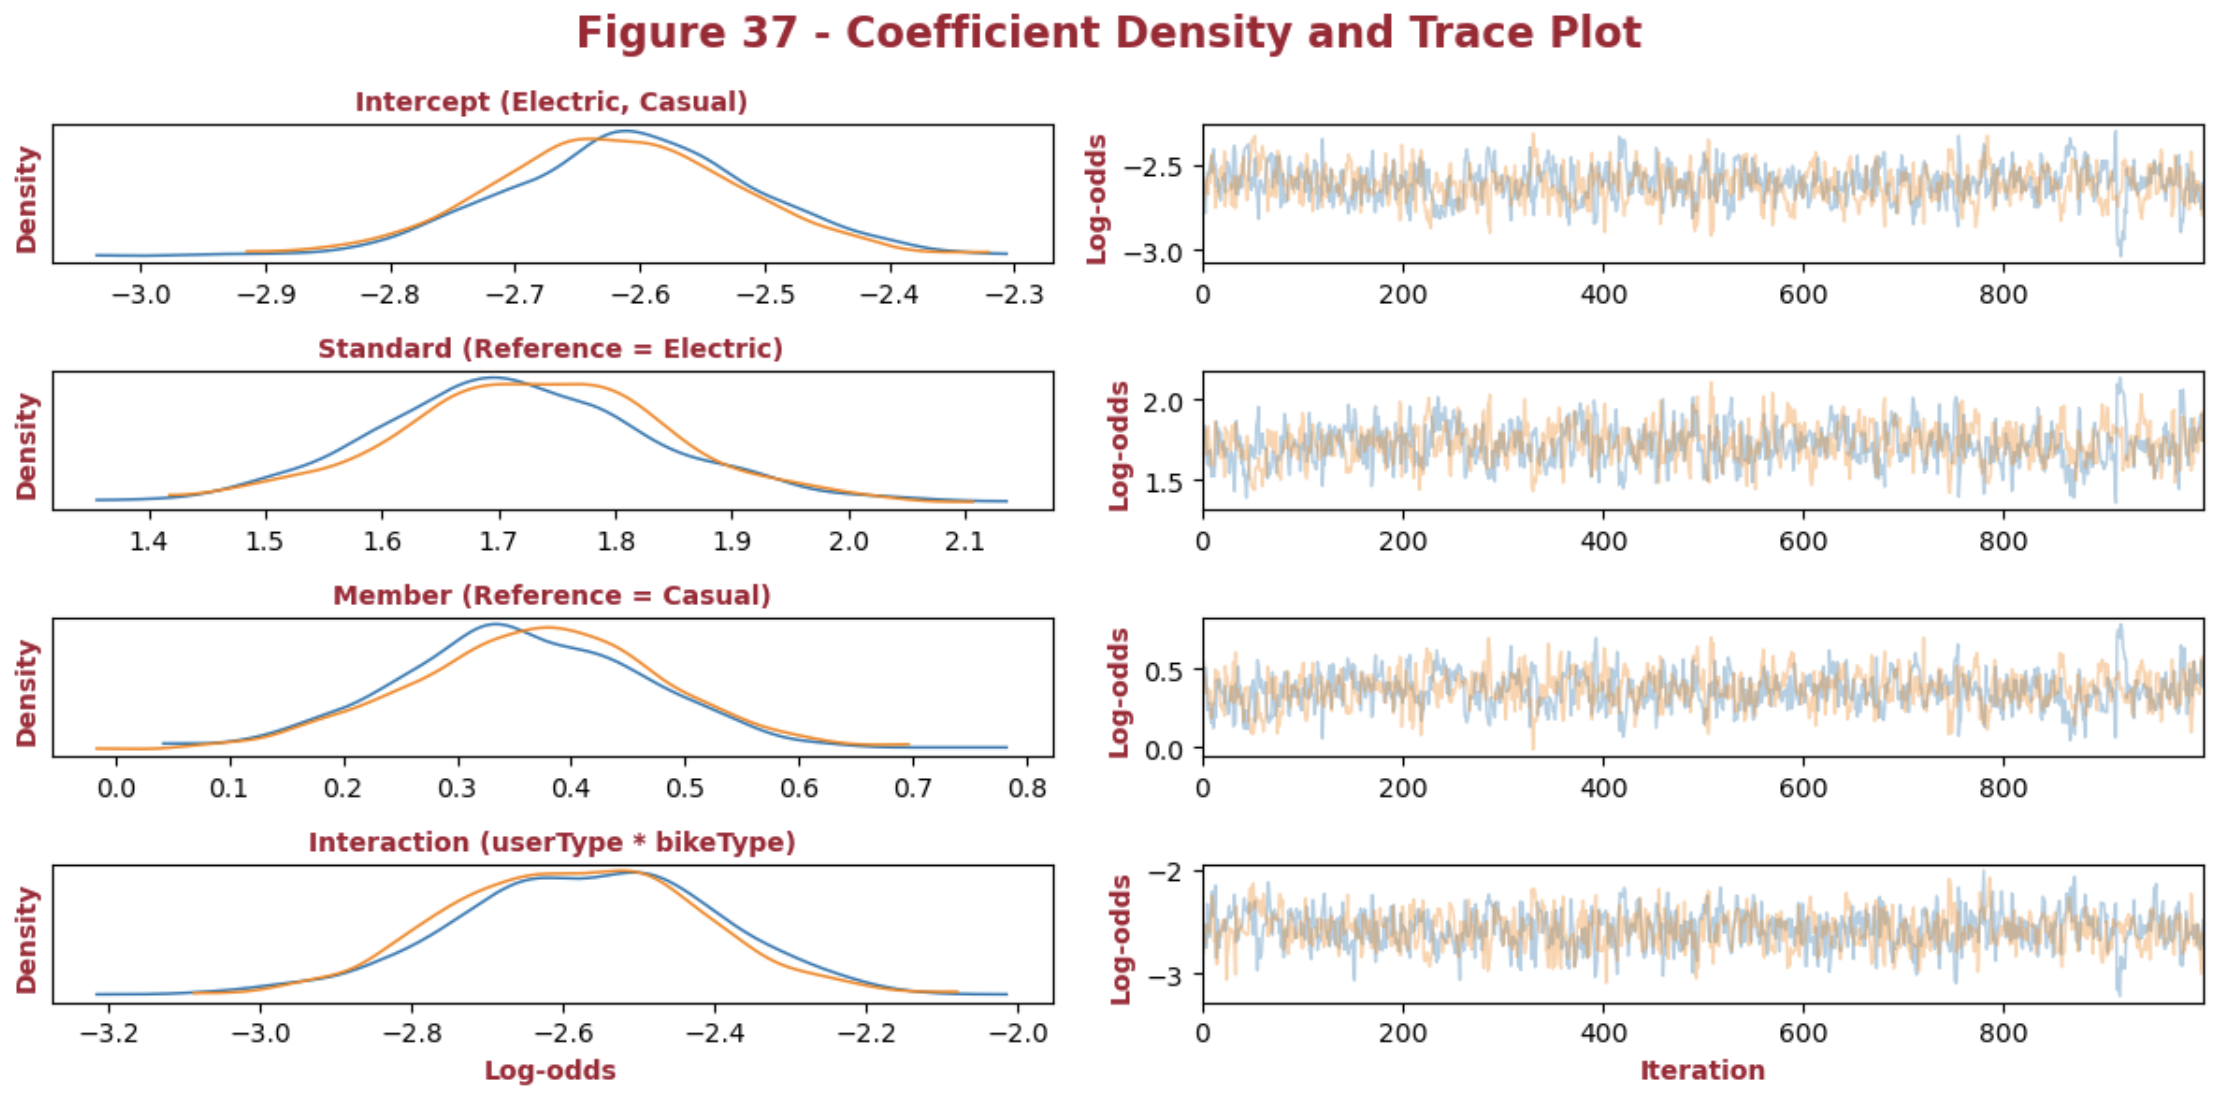 Figure 37 - Coefficient Density and Trace Plot
Intercept (Electric, Casual)
Density
−3.0 −2.9 −2.8 −2.7 −2.6 −2.5 −2.4 −2.3
Log-odds
−2.5
−3.0
0 200 400 600 800
Standard (Reference = Electric)
Density
1.4 1.5 1.6 1.7 1.8 1.9 2.0 2.1
Log-odds
2.0
1.5
0 200 400 600 800
Member (Reference = Casual)
Density
0.0 0.1 0.2 0.3 0.4 0.5 0.6 0.7 0.8
Log-odds
0.5
0.0
0 200 400 600 800
Interaction (userType * bikeType)
Density
−3.2 −3.0 −2.8 −2.6 −2.4 −2.2 −2.0
Log-odds
Log-odds
−2
−3
0 200 400 600 800
Iteration